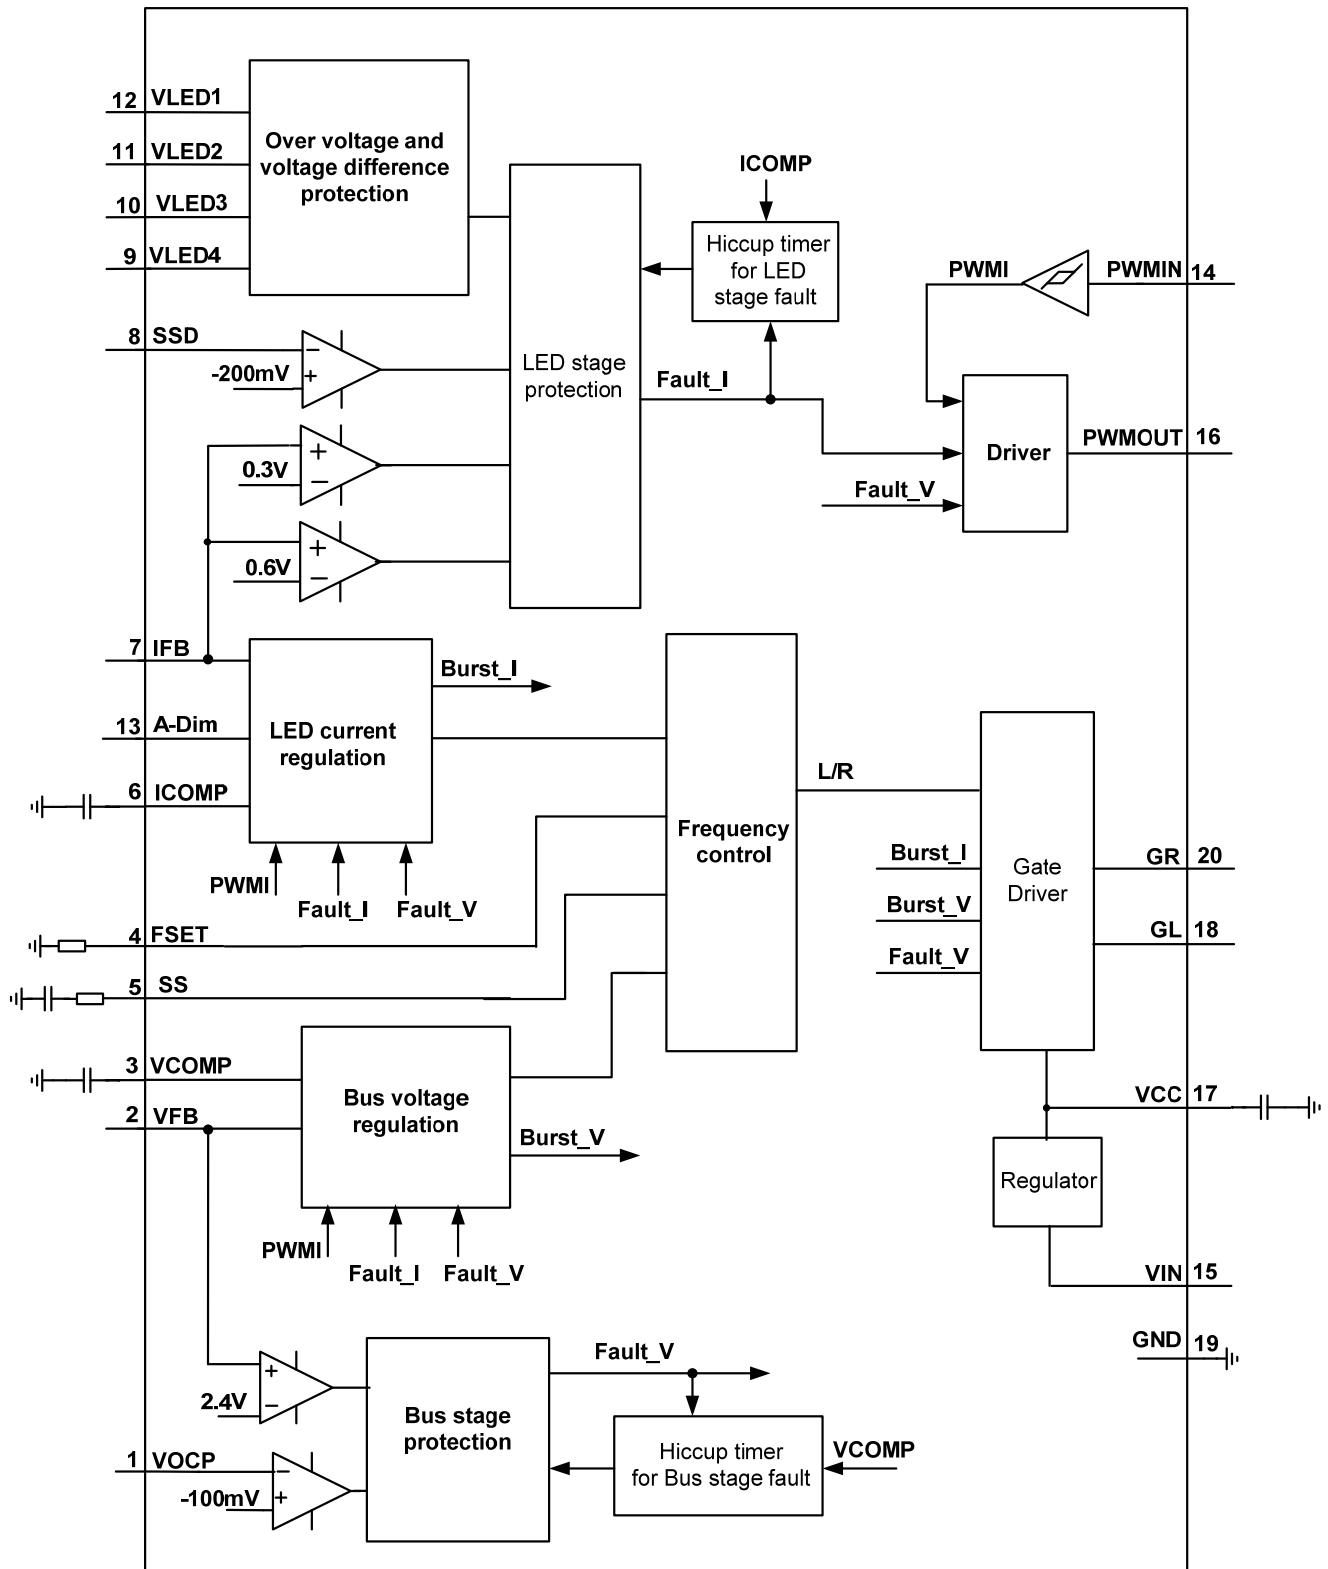 12 VLED1
11 VLED2
10 VLED3
9 VLED4
Over voltage and
voltage difference
protection
8 SSD
−
-200mV +
+
0.3V −
+
0.6V −
LED stage
protection
ICOMP
Hiccup timer
for LED
stage fault
Fault_I
PWMI
PWMIN 14
Driver
PWMOUT 16
Fault_V
7 IFB
13 A-Dim
6 ICOMP
LED current
regulation
Burst_I
PWMI
Fault_I
Fault_V
4 FSET
5 SS
Frequency
control
L/R
Burst_I
Burst_V
Fault_V
Gate
Driver
GR 20
GL 18
3 VCOMP
2 VFB
Bus voltage
regulation
Burst_V
PWMI
Fault_I
Fault_V
VCC 17
Regulator
VIN 15
GND 19
+
2.4V −
1 VOCP −
-100mV +
Bus stage
protection
Fault_V
Hiccup timer
for Bus stage fault
VCOMP